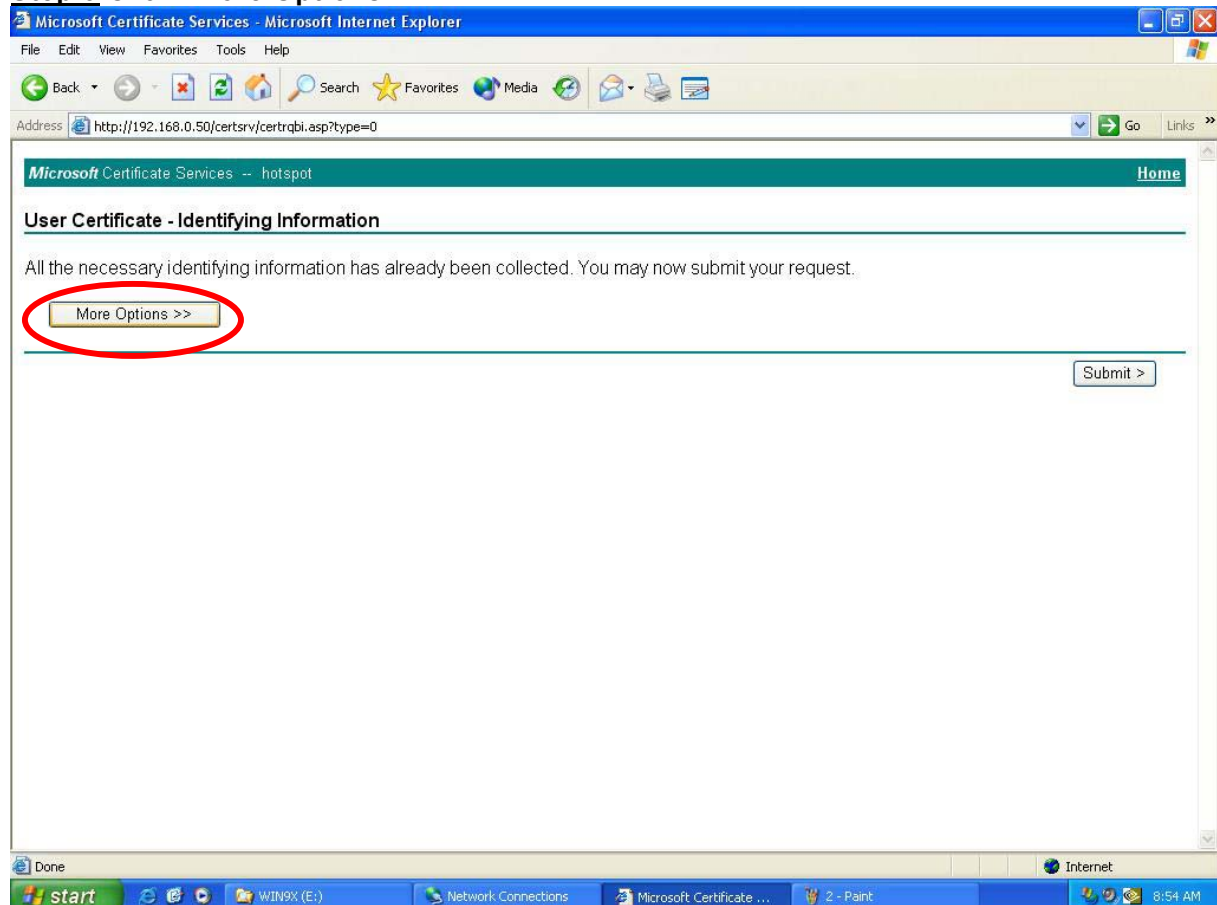 Microsoft Certificate Services - Microsoft Internet Explorer
File Edit View Favorites Tools Help
Back Search Favorites Media
Address http://192.168.0.50/certsrv/certrqbi.asp?type=0 Go Links »
Microsoft Certificate Services -- hotspot Home
User Certificate - Identifying Information
All the necessary identifying information has already been collected. You may now submit your request.
More Options >>
Submit >
Done Internet
start WIN9X (E:) Network Connections Microsoft Certificate ... 2 - Paint 8:54 AM